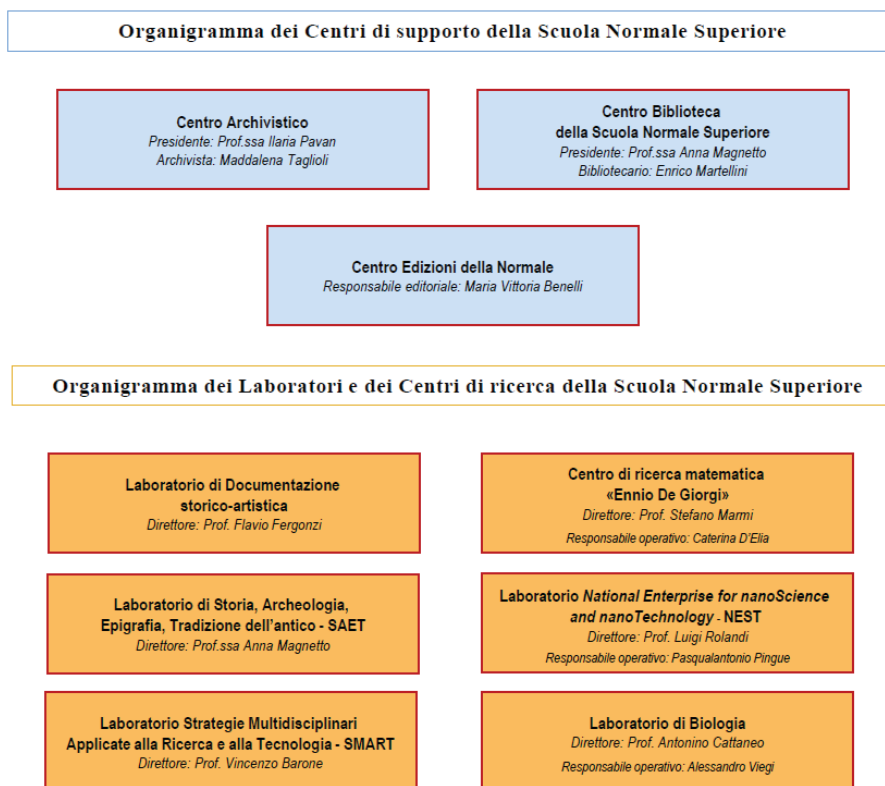 Organigramma dei Centri di supporto della Scuola Normale Superiore
Centro Archivistico
Presidente: Prof.ssa Ilaria Pavan
Archivista: Maddalena Taglioli
Centro Biblioteca
della Scuola Normale Superiore
Presidente: Prof.ssa Anna Magnetto
Bibliotecario: Enrico Martellini
Centro Edizioni della Normale
Responsabile editoriale: Maria Vittoria Benelli
Organigramma dei Laboratori e dei Centri di ricerca della Scuola Normale Superiore
Laboratorio di Documentazione
storico-artistica
Direttore: Prof. Flavio Fergonzi
Centro di ricerca matematica
«Ennio De Giorgi»
Direttore: Prof. Stefano Marmi
Responsabile operativo: Caterina D'Elia
Laboratorio di Storia, Archeologia,
Epigrafia, Tradizione dell'antico - SAET
Direttore: Prof.ssa Anna Magnetto
Laboratorio National Enterprise for nanoScience
and nanoTechnology - NEST
Direttore: Prof. Luigi Rolandi
Responsabile operativo: Pasqualantonio Pingue
Laboratorio Strategie Multidisciplinari
Applicate alla Ricerca e alla Tecnologia - SMART
Direttore: Prof. Vincenzo Barone
Laboratorio di Biologia
Direttore: Prof. Antonino Cattaneo
Responsabile operativo: Alessandro Viegi